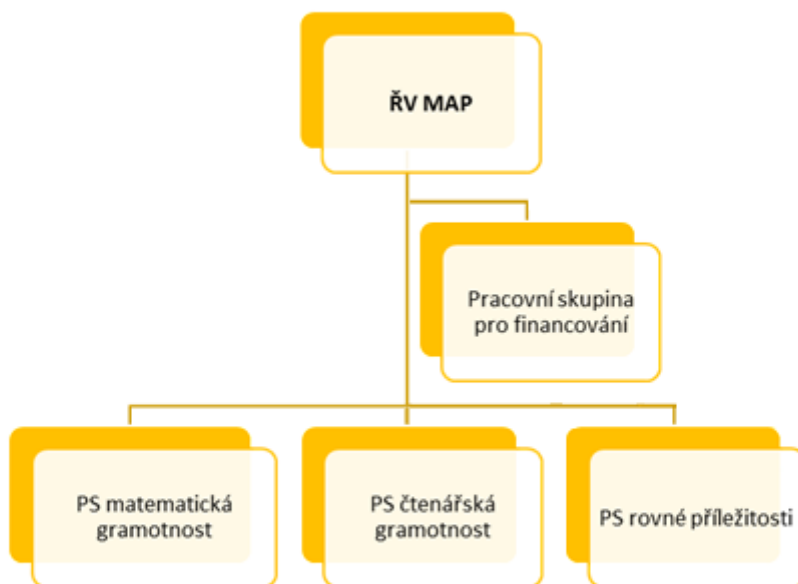 ŘV MAP
Pracovní skupina
pro financování
PS matematická
gramotnost
PS čtenářská
gramotnost
PS rovné příležitosti